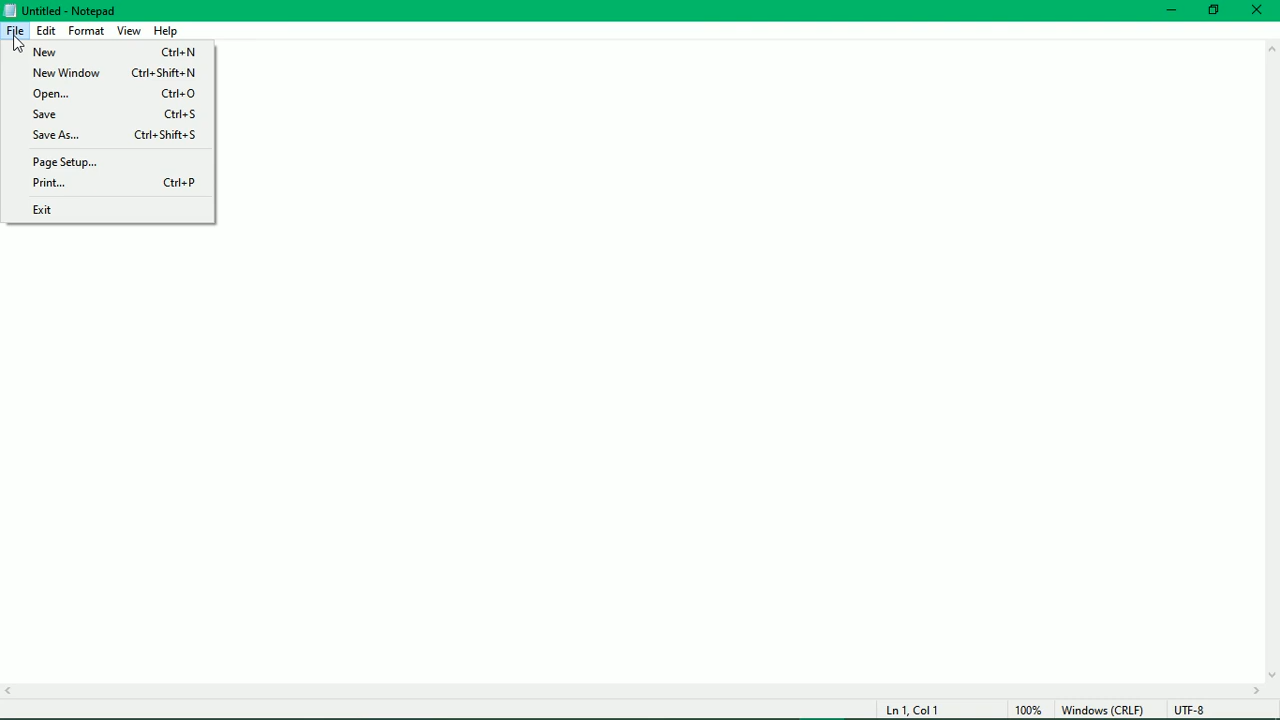 Untitled - Notepad
File Edit Format View Help
New Ctrl+N
New Window Ctrl+Shift+N
Open... Ctrl+O
Save Ctrl+S
Save As... Ctrl+Shift+S
Page Setup...
Print... Ctrl+P
Exit
Ln 1, Col 1 100% Windows (CRLF) UTF-8